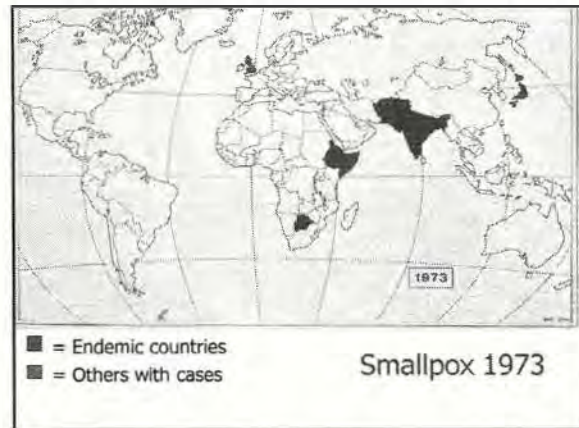 1973
= Endemic countries
= Others with cases
Smallpox 1973